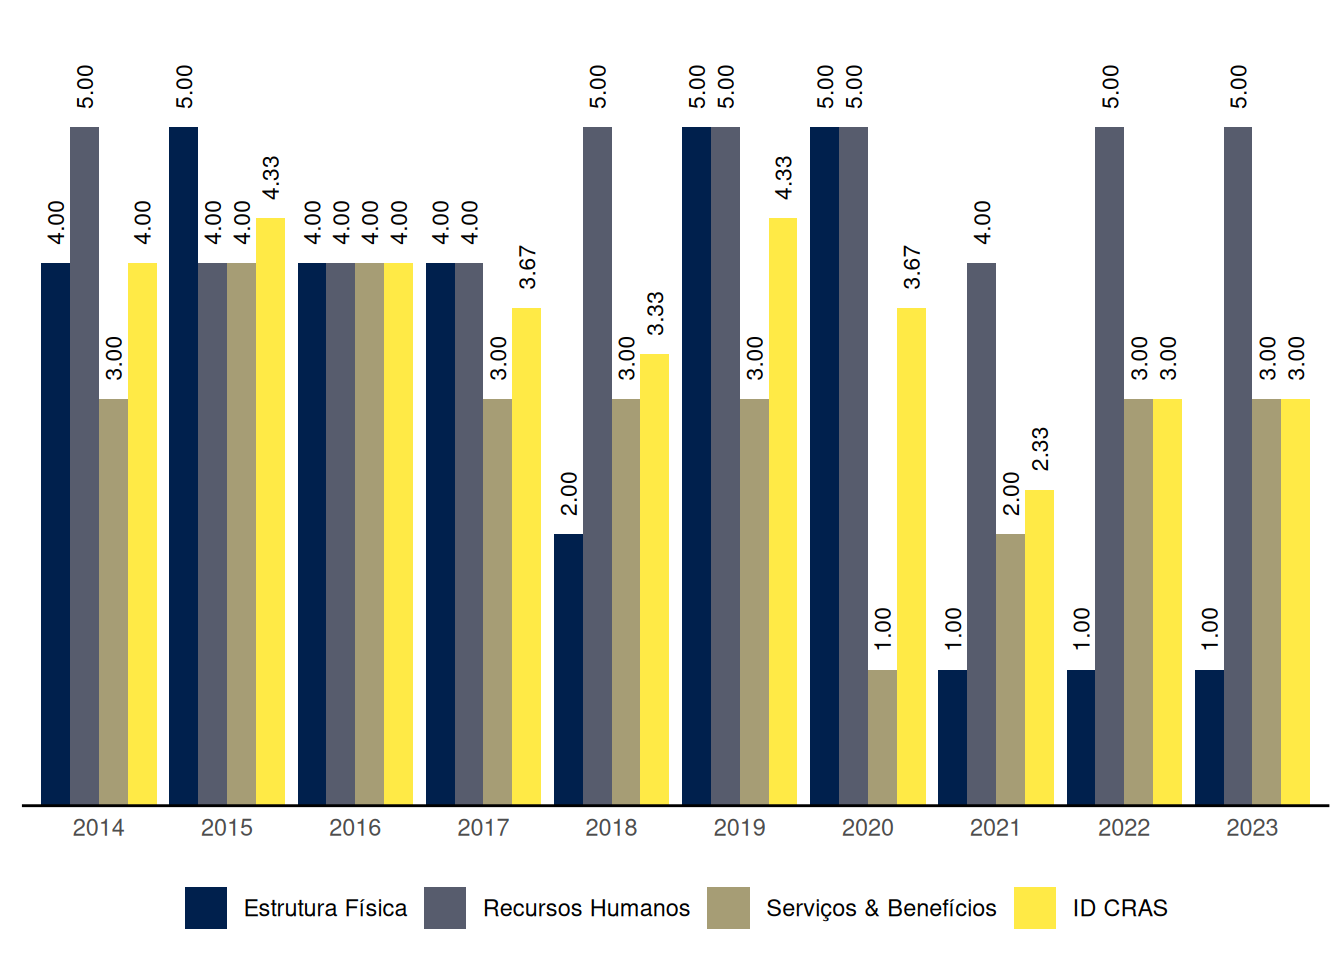 4.00 5.00 3.00 4.00
5.00 4.00 4.00 4.33
4.00 4.00 4.00 4.00
4.00 4.00 3.00 3.67
2.00 5.00 3.00 3.33
5.00 5.00 3.00 4.33
5.00 5.00 1.00 3.67
1.00 4.00 2.00 2.33
1.00 5.00 3.00 3.00
1.00 5.00 3.00 3.00
2014 2015 2016 2017 2018 2019 2020 2021 2022 2023
Estrutura Física Recursos Humanos Serviços & Benefícios ID CRAS